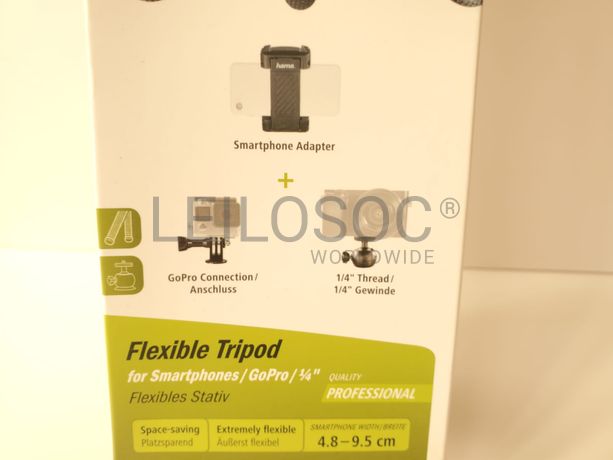 hama
Smartphone Adapter
+
LEILOSOC®
WORLDWIDE
GoPro Connection/
Anschluss
1/4" Thread/
1/4" Gewinde
Flexible Tripod
for Smartphones/GoPro/¼"
Flexibles Stativ
QUALITY
PROFESSIONAL
Space-saving
Platzsparend
Extremely flexible
Äußerst flexibel
SMARTPHONE WIDTH/BREITE
4.8–9.5 cm